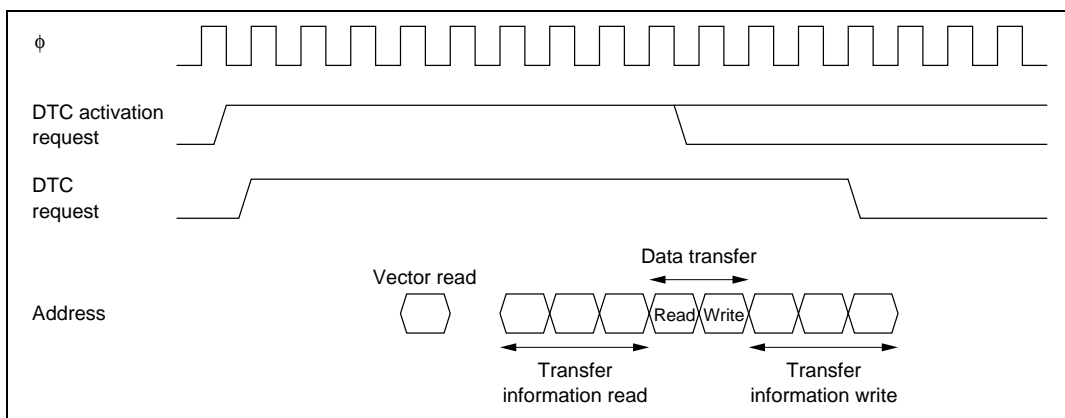 ϕ
DTC activation
request
DTC
request
Data transfer
Vector read
Address
Read Write
Transfer
information read
Transfer
information write